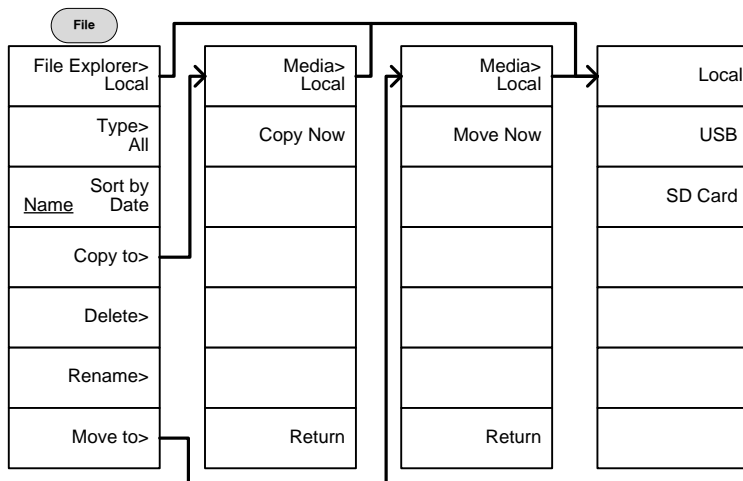 File
File Explorer>
Local
Type>
All
Sort by
Name Date
Copy to>
Delete>
Rename>
Move to>
Media>
Local
Copy Now
Return
Media>
Local
Move Now
Return
Local
USB
SD Card